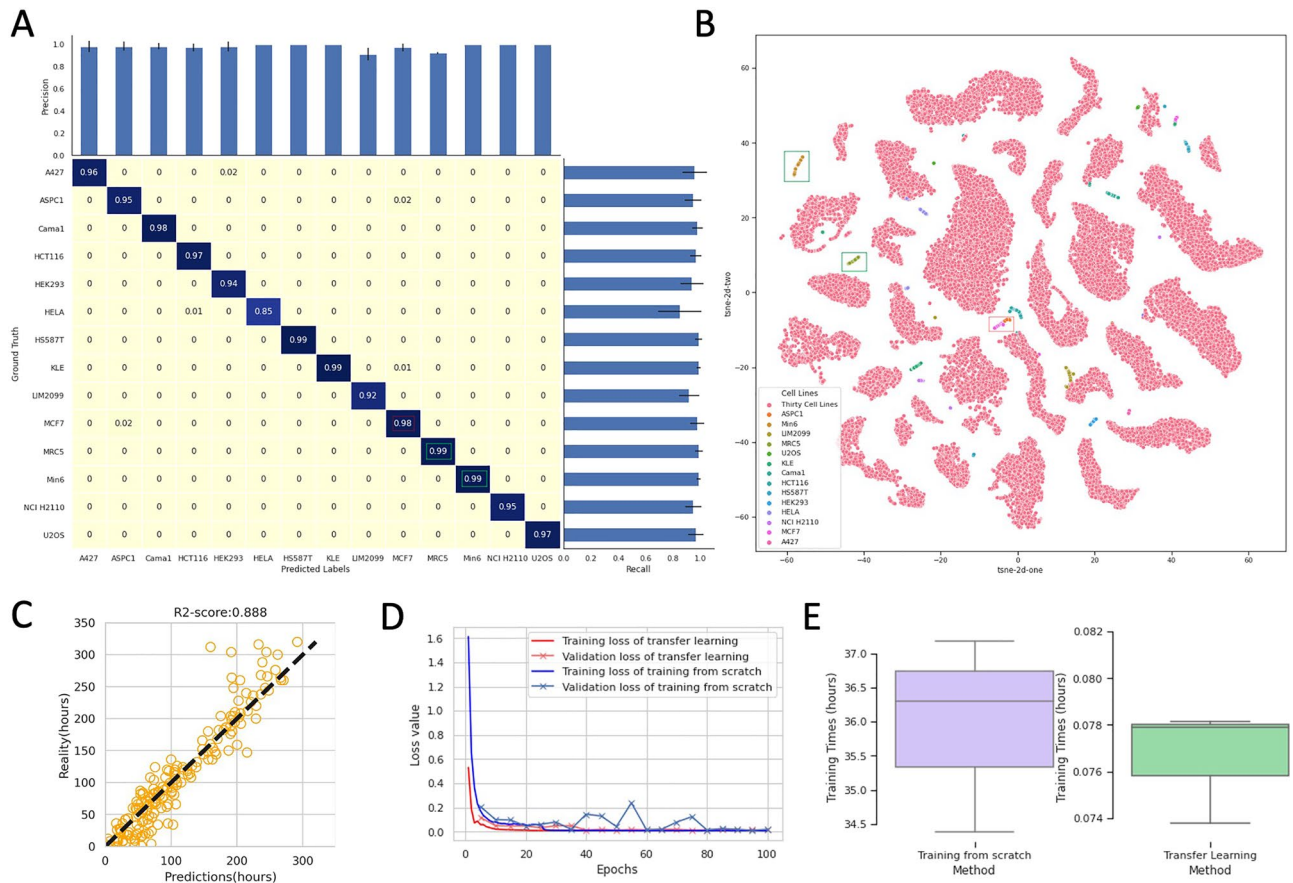 A
1.0
0.8
0.6
0.4
0.2
0.0
Precision
A427 0.96 0 0 0 0.02 0 0 0 0 0 0 0 0 0
ASPC1 0 0.95 0 0 0 0 0 0 0 0.02 0 0 0 0
Cama1 0 0 0.98 0 0 0 0 0 0 0 0 0 0 0
HCT116 0 0 0 0.97 0 0 0 0 0 0 0 0 0 0
HEK293 0 0 0 0 0.94 0 0 0 0 0 0 0 0 0
HELA 0 0 0 0.01 0 0.85 0 0 0 0 0 0 0 0
HS587T 0 0 0 0 0 0 0.99 0 0 0 0 0 0 0
KLE 0 0 0 0 0 0 0 0.99 0 0.01 0 0 0 0
LIM2099 0 0 0 0 0 0 0 0 0.92 0 0 0 0 0
MCF7 0 0.02 0 0 0 0 0 0 0 0.98 0 0 0 0
MRC5 0 0 0 0 0 0 0 0 0 0 0.99 0 0 0
Min6 0 0 0 0 0 0 0 0 0 0 0 0.99 0 0
NCI H2110 0 0 0 0 0 0 0 0 0 0 0 0 0.95 0
U2OS 0 0 0 0 0 0 0 0 0 0 0 0 0 0.97
Ground Truth
A427 ASPC1 Cama1 HCT116 HEK293 HELA HS587T KLE LIM2099 MCF7 MRC5 Min6 NCI H2110 U2OS
Predicted Labels
0.0 0.2 0.4 0.6 0.8 1.0
Recall
B
60
40
20
0
−20
−40
−60
tsne-2d-two
Cell Lines
Thirty Cell Lines
ASPC1
Min6
LIM2099
MRC5
U2OS
KLE
Cama1
HCT116
HS587T
HEK293
HELA
NCI H2110
MCF7
A427
−60 −40 −20 0 20 40 60
tsne-2d-one
C
R2-score:0.888
350
300
250
200
150
100
50
0
Reality(hours)
0 100 200 300
Predictions(hours)
D
1.6
1.4
1.2
1.0
0.8
0.6
0.4
0.2
0.0
Loss value
Training loss of transfer learning
Validation loss of transfer learning
Training loss of training from scratch
Validation loss of training from scratch
0 20 40 60 80 100
Epochs
E
37.0
36.5
36.0
35.5
35.0
34.5
Training Times (hours)
Training from scratch
Method
0.082
0.080
0.078
0.076
0.074
Training Times (hours)
Transfer Learning
Method